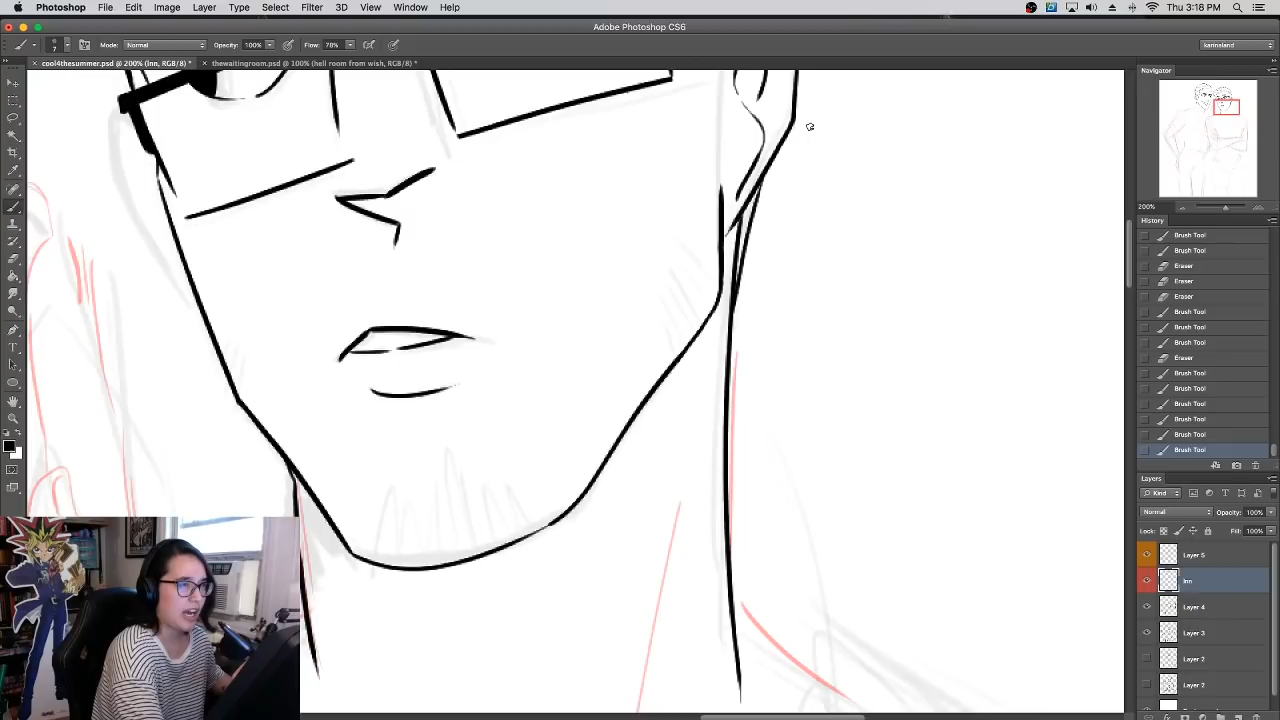 Photoshop File Edit Image Layer Type Select Filter 3D View Window Help Thu 3:18 PM
Adobe Photoshop CS6
7 Mode: Normal Opacity: 100% Flow: 78% karinsland
cool4thesummer.psd @ 200% (Inn, RGB/8) * thewaitingroom.psd @ 100% (hell room from wish, RGB/8) *
Navigator
200%
History
Brush Tool
Brush Tool
Eraser
Eraser
Eraser
Brush Tool
Brush Tool
Brush Tool
Eraser
Brush Tool
Brush Tool
Brush Tool
Brush Tool
Brush Tool
Brush Tool
Layers
Kind
Normal Opacity: 100%
Lock: Fill: 100%
Layer 5
Inn
Layer 4
Layer 3
Layer 2
Layer 2